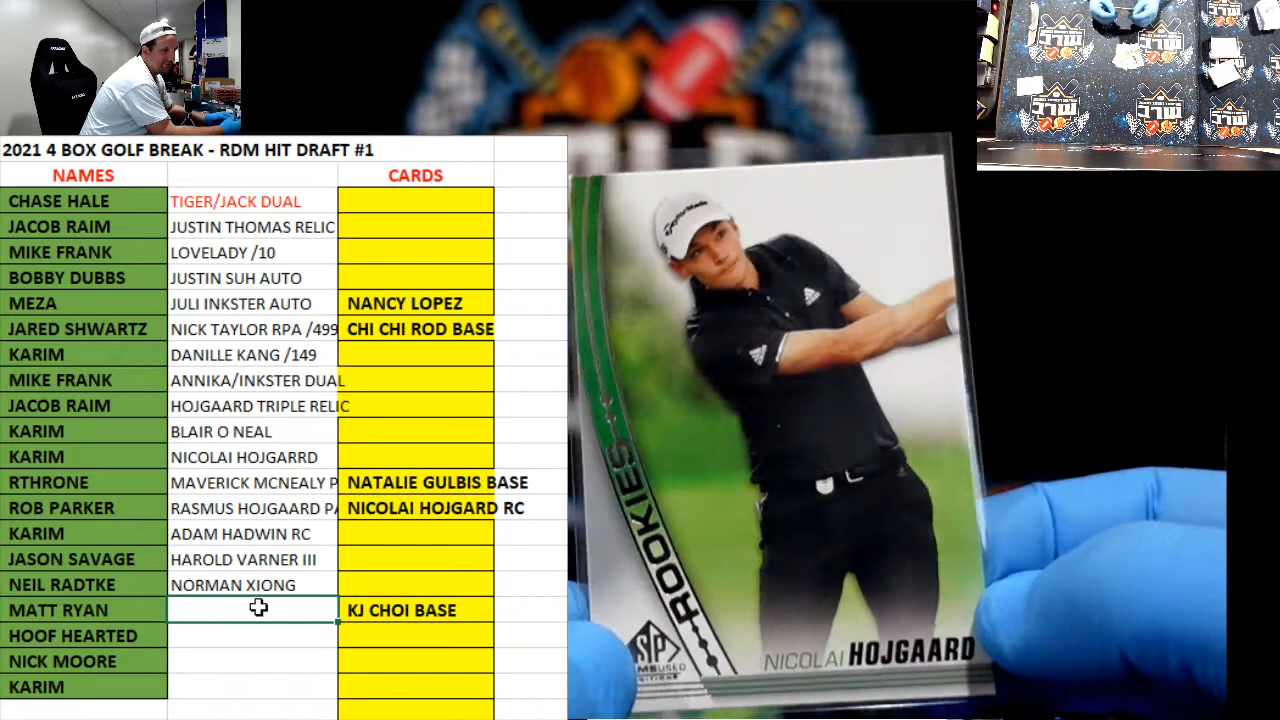 2021 4 BOX GOLF BREAK - RDM HIT DRAFT #1
NAMES CARDS
CHASE HALE TIGER/JACK DUAL
JACOB RAIM JUSTIN THOMAS RELIC
MIKE FRANK LOVELADY /10
BOBBY DUBBS JUSTIN SUH AUTO
MEZA JULI INKSTER AUTO NANCY LOPEZ
JARED SHWARTZ NICK TAYLOR RPA /499 CHI CHI ROD BASE
KARIM DANILLE KANG /149
MIKE FRANK ANNIKA/INKSTER DUAL
JACOB RAIM HOJGAARD TRIPLE RELIC
KARIM BLAIR O NEAL
KARIM NICOLAI HOJGARRD
RTHRONE MAVERICK MCNEALY P NATALIE GULBIS BASE
ROB PARKER RASMUS HOJGAARD PA NICOLAI HOJGARD RC
KARIM ADAM HADWIN RC
JASON SAVAGE HAROLD VARNER III
NEIL RADTKE NORMAN XIONG
MATT RYAN KJ CHOI BASE
HOOF HEARTED
NICK MOORE
KARIM
TaylorMade
adidas
ROOKIES
SP
NICOLAI HOJGAARD